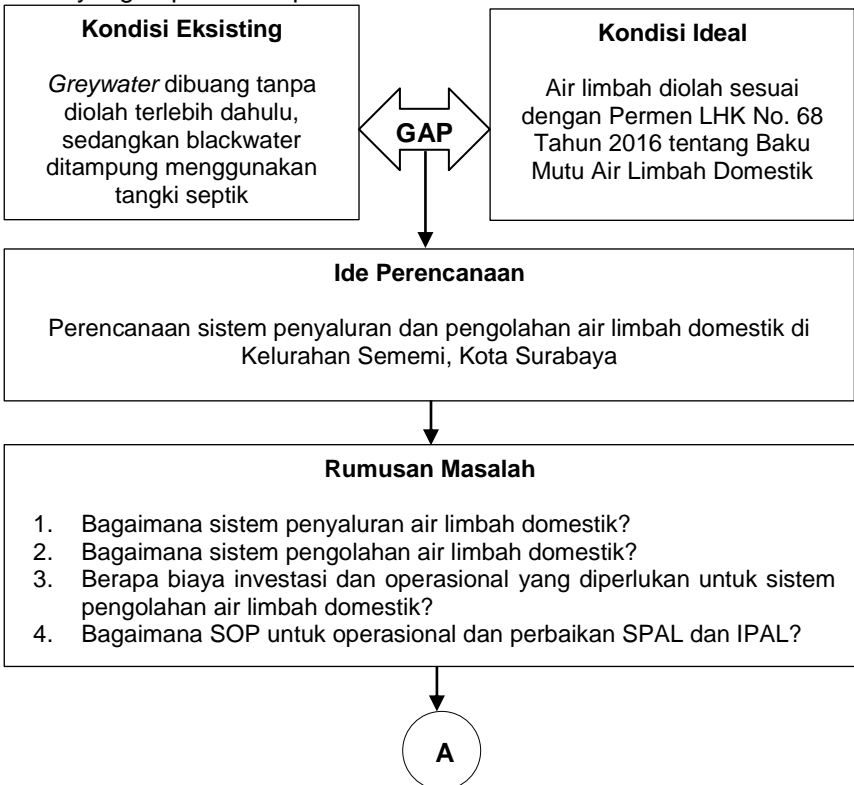 Kondisi Eksisting
Greywater dibuang tanpa
diolah terlebih dahulu,
sedangkan blackwater
ditampung menggunakan
tangki septik
GAP
Kondisi Ideal
Air limbah diolah sesuai
dengan Permen LHK No. 68
Tahun 2016 tentang Baku
Mutu Air Limbah Domestik
Ide Perencanaan
Perencanaan sistem penyaluran dan pengolahan air limbah domestik di
Kelurahan Sememi, Kota Surabaya
Rumusan Masalah
1. Bagaimana sistem penyaluran air limbah domestik?
2. Bagaimana sistem pengolahan air limbah domestik?
3. Berapa biaya investasi dan operasional yang diperlukan untuk sistem
pengolahan air limbah domestik?
4. Bagaimana SOP untuk operasional dan perbaikan SPAL dan IPAL?
A